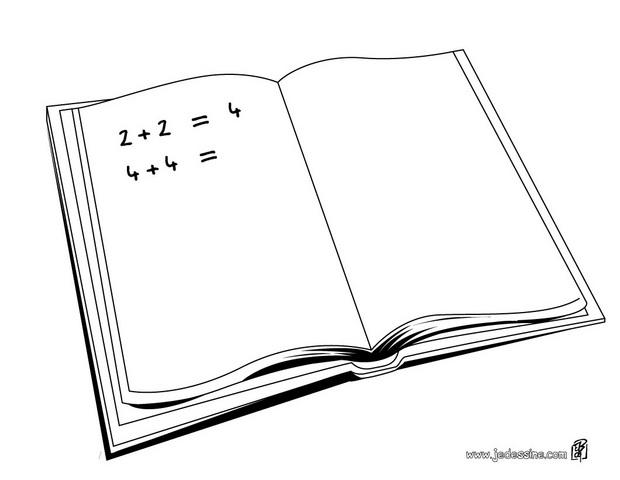 2 + 2 = 4
4 + 4 =
www.jedessine.com